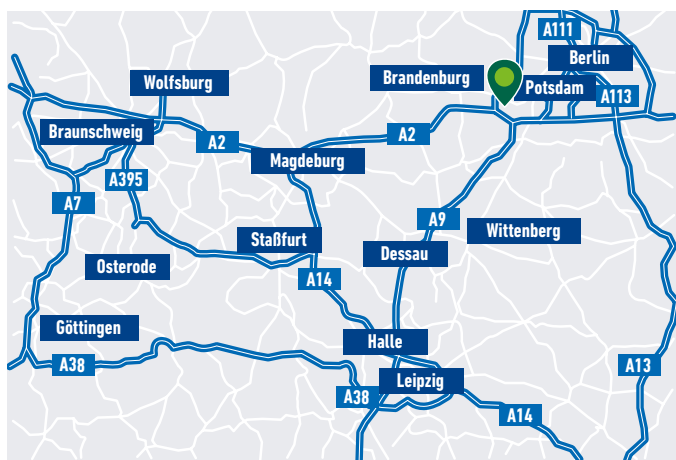 A111
Berlin
Wolfsburg
Brandenburg
Potsdam
A113
Braunschweig
A2
A2
Magdeburg
A395
A7
A9
Wittenberg
Staßfurt
Dessau
Osterode
A14
Göttingen
Halle
A38
A13
Leipzig
A38
A14